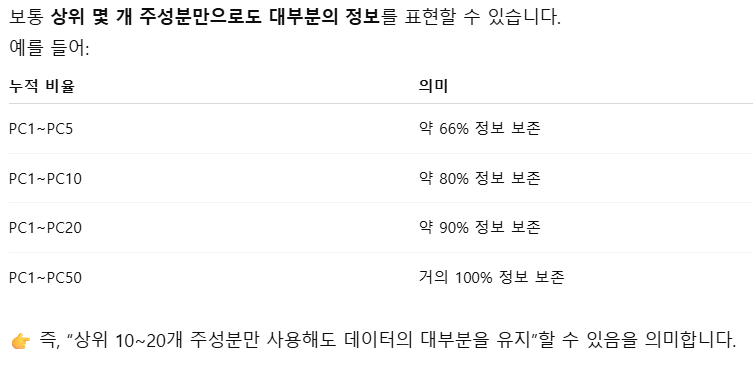 보통 상위 몇 개 주성분만으로도 대부분의 정보를 표현할 수 있습니다.
예를 들어:
누적 비율 의미
PC1~PC5 약 66% 정보 보존
PC1~PC10 약 80% 정보 보존
PC1~PC20 약 90% 정보 보존
PC1~PC50 거의 100% 정보 보존
👉 즉, “상위 10~20개 주성분만 사용해도 데이터의 대부분을 유지”할 수 있음을 의미합니다.